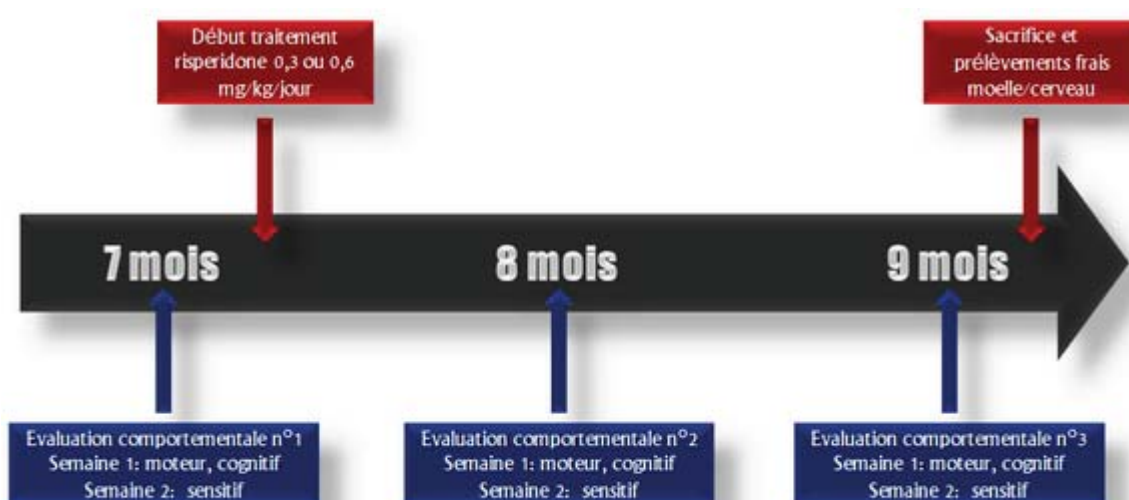 Début traitement
risperidone 0,3 ou 0,6
mg/kg/jour
Sacrifice et
prélèvements frais
moelle/cerveau
7 mois
8 mois
9 mois
Evaluation comportementale n°1
Semaine 1: moteur, cognitif
Semaine 2: sensitif
Evaluation comportementale n°2
Semaine 1: moteur, cognitif
Semaine 2: sensitif
Evaluation comportementale n°3
Semaine 1: moteur, cognitif
Semaine 2: sensitif